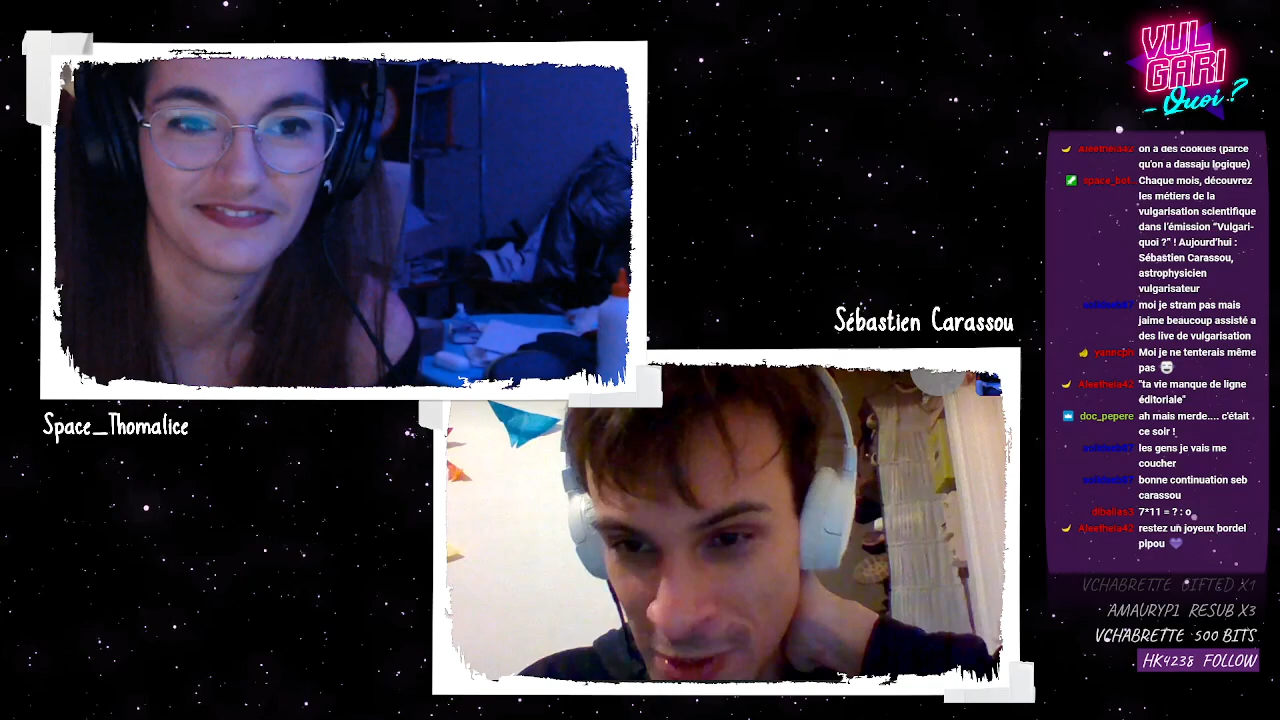 VUL
GARI
-Quoi ?
Aleetheia42 on a des cookies (parce
qu'on a dassaju logique)
space_bot Chaque mois, découvrez
les métiers de la
vulgarisation scientifique
dans l'émission "Vulgari-
quoi ?" ! Aujourd'hui :
Sébastien Carassou,
astrophysicien
vulgarisateur
moi je stram pas mais
jaime beaucoup assisté a
des live de vulgarisation
Moi je ne tenterais même
pas
Aleetheia42 "ta vie manque de ligne
éditoriale"
doc_pepere ah mais merde.... c'était
ce soir !
les gens je vais me
coucher
bonne continuation seb
carassou
diballas3 7*11 = ? : o
Aleetheia42 restez un joyeux bordel
pipou
VCHABRETTE GIFTED X1
AMAURYP1 RESUB X3
VCHABRETTE 500 BITS
HK4238 FOLLOW
Sébastien Carassou
Space_Thomalice